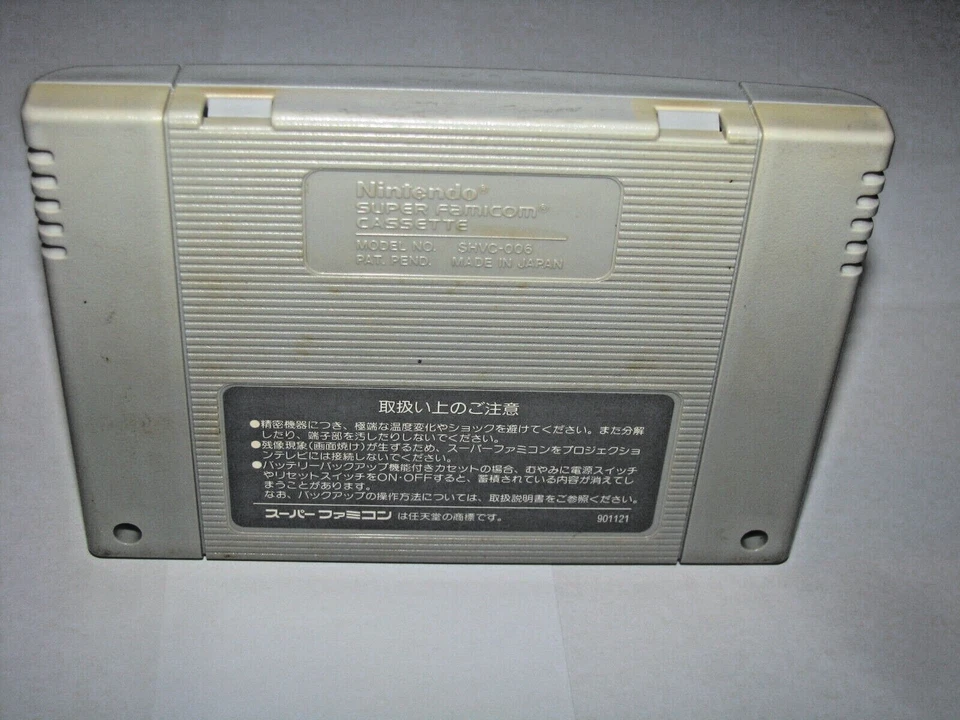 Nintendo®
SUPER FAMICOM®
CASSETTE
MODEL NO. SHVC-006
PAT. PEND. MADE IN JAPAN
取扱い上のご注意
●精密機器につき、極端な温度変化やショックを避けてください。また分解
したり、端子部を汚したりしないでください。
●残像現象(画面焼け)が生ずるため、スーパーファミコンをプロジェクショ
ンテレビには接続しないでください。
●バッテリーバックアップ機能付きカセットの場合、むやみに電源スイッチ
やリセットスイッチをON・OFFすると、蓄積されている内容が消えてし
まうことがあります。
なお、バックアップの操作方法については、取扱説明書をご参照ください。
スーパーファミコン は任天堂の商標です。 901121